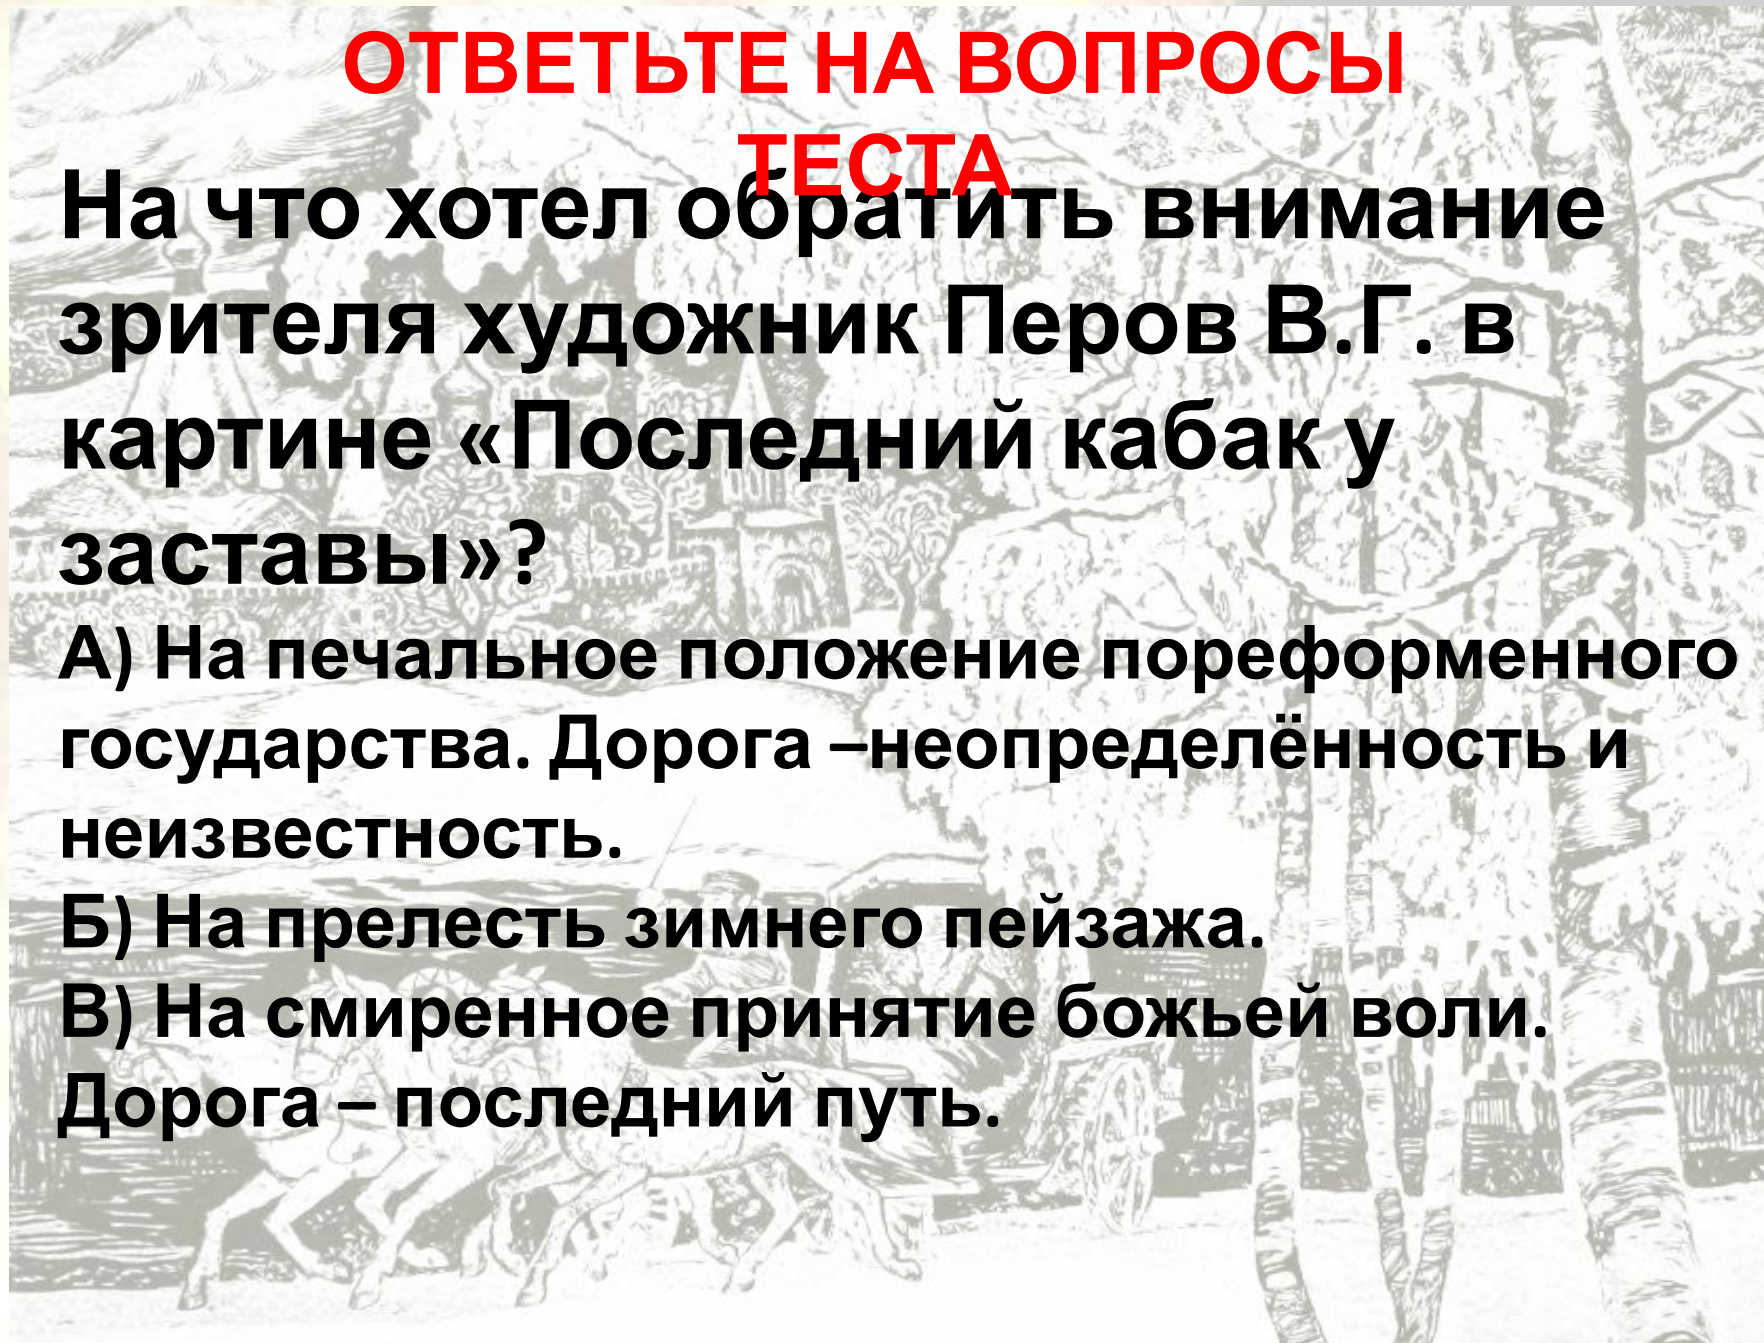 ОТВЕТЬТЕ НА ВОПРОСЫ
ТЕСТА
На что хотел обратить внимание
зрителя художник Перов В.Г. в
картине «Последний кабак у
заставы»?
А) На печальное положение пореформенного
государства. Дорога –неопределённость и
неизвестность.
Б) На прелесть зимнего пейзажа.
В) На смиренное принятие божьей воли.
Дорога – последний путь.